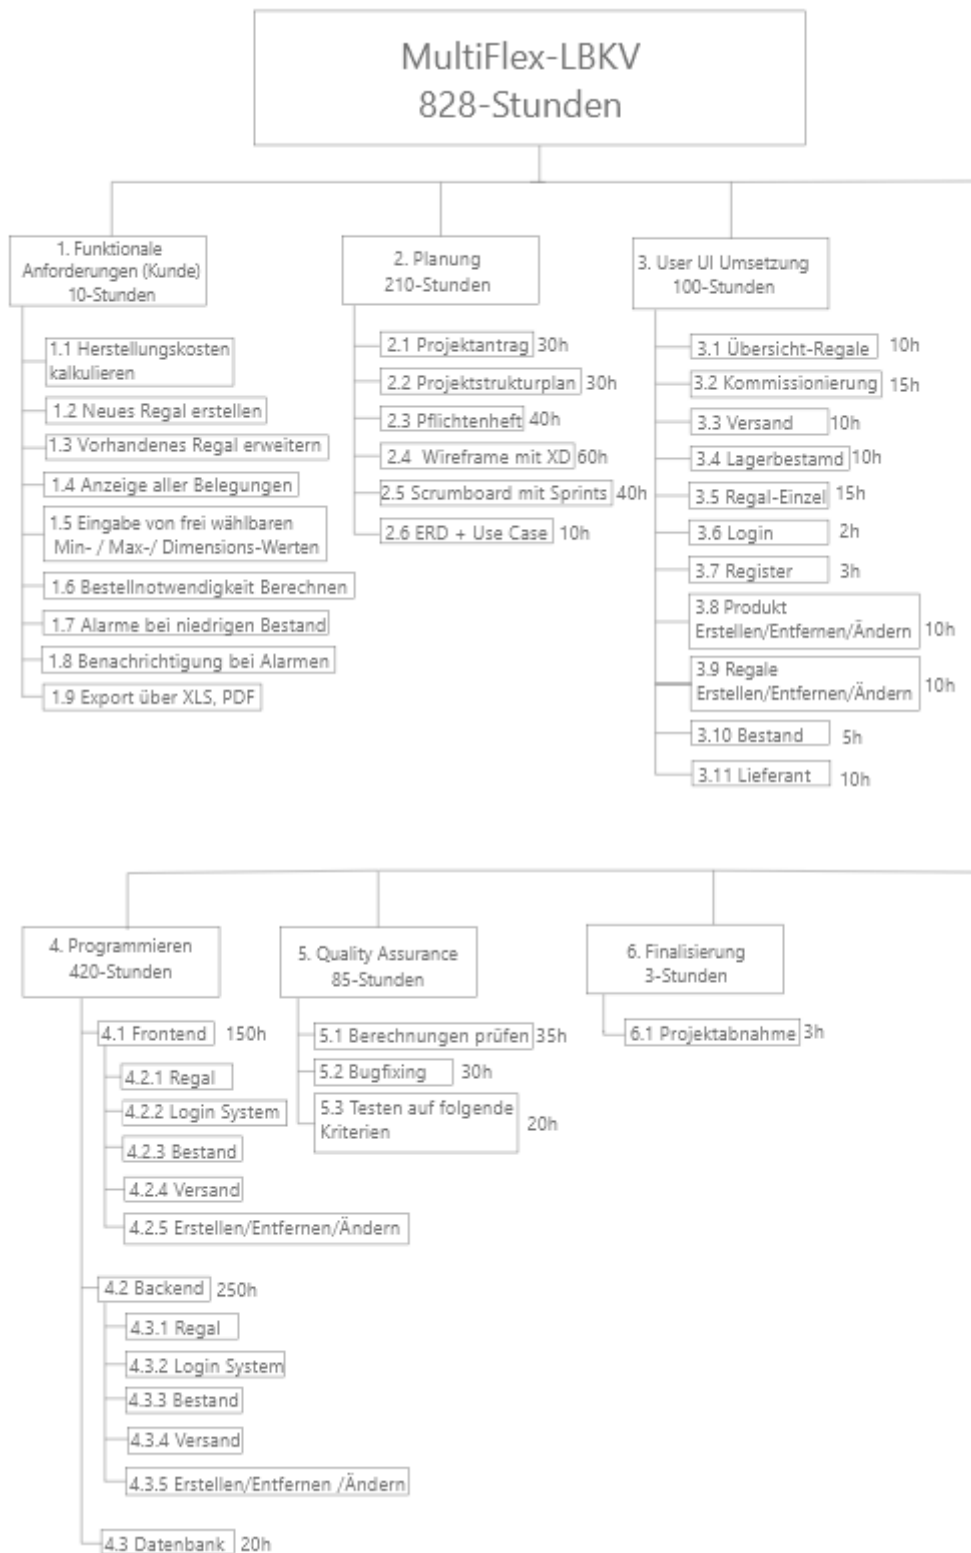 MultiFlex-LBKV
828-Stunden
1. Funktionale
Anforderungen (Kunde)
10-Stunden
1.1 Herstellungskosten
kalkulieren
1.2 Neues Regal erstellen
1.3 Vorhandenes Regal erweitern
1.4 Anzeige aller Belegungen
1.5 Eingabe von frei wählbaren
Min- / Max-/ Dimensions-Werten
1.6 Bestellnotwendigkeit Berechnen
1.7 Alarme bei niedrigen Bestand
1.8 Benachrichtigung bei Alarmen
1.9 Export über XLS, PDF
2. Planung
210-Stunden
2.1 Projektantrag 30h
2.2 Projektstrukturplan 30h
2.3 Pflichtenheft 40h
2.4 Wireframe mit XD 60h
2.5 Scrumboard mit Sprints 40h
2.6 ERD + Use Case 10h
3. User UI Umsetzung
100-Stunden
3.1 Übersicht-Regale 10h
3.2 Kommissionierung 15h
3.3 Versand 10h
3.4 Lagerbestamd 10h
3.5 Regal-Einzel 15h
3.6 Login 2h
3.7 Register 3h
3.8 Produkt
Erstellen/Entfernen/Ändern 10h
3.9 Regale
Erstellen/Entfernen/Ändern 10h
3.10 Bestand 5h
3.11 Lieferant 10h
4. Programmieren
420-Stunden
4.1 Frontend 150h
4.2.1 Regal
4.2.2 Login System
4.2.3 Bestand
4.2.4 Versand
4.2.5 Erstellen/Entfernen/Ändern
4.2 Backend 250h
4.3.1 Regal
4.3.2 Login System
4.3.3 Bestand
4.3.4 Versand
4.3.5 Erstellen/Entfernen /Ändern
4.3 Datenbank 20h
5. Quality Assurance
85-Stunden
5.1 Berechnungen prüfen 35h
5.2 Bugfixing 30h
5.3 Testen auf folgende
Kriterien 20h
6. Finalisierung
3-Stunden
6.1 Projektabnahme 3h